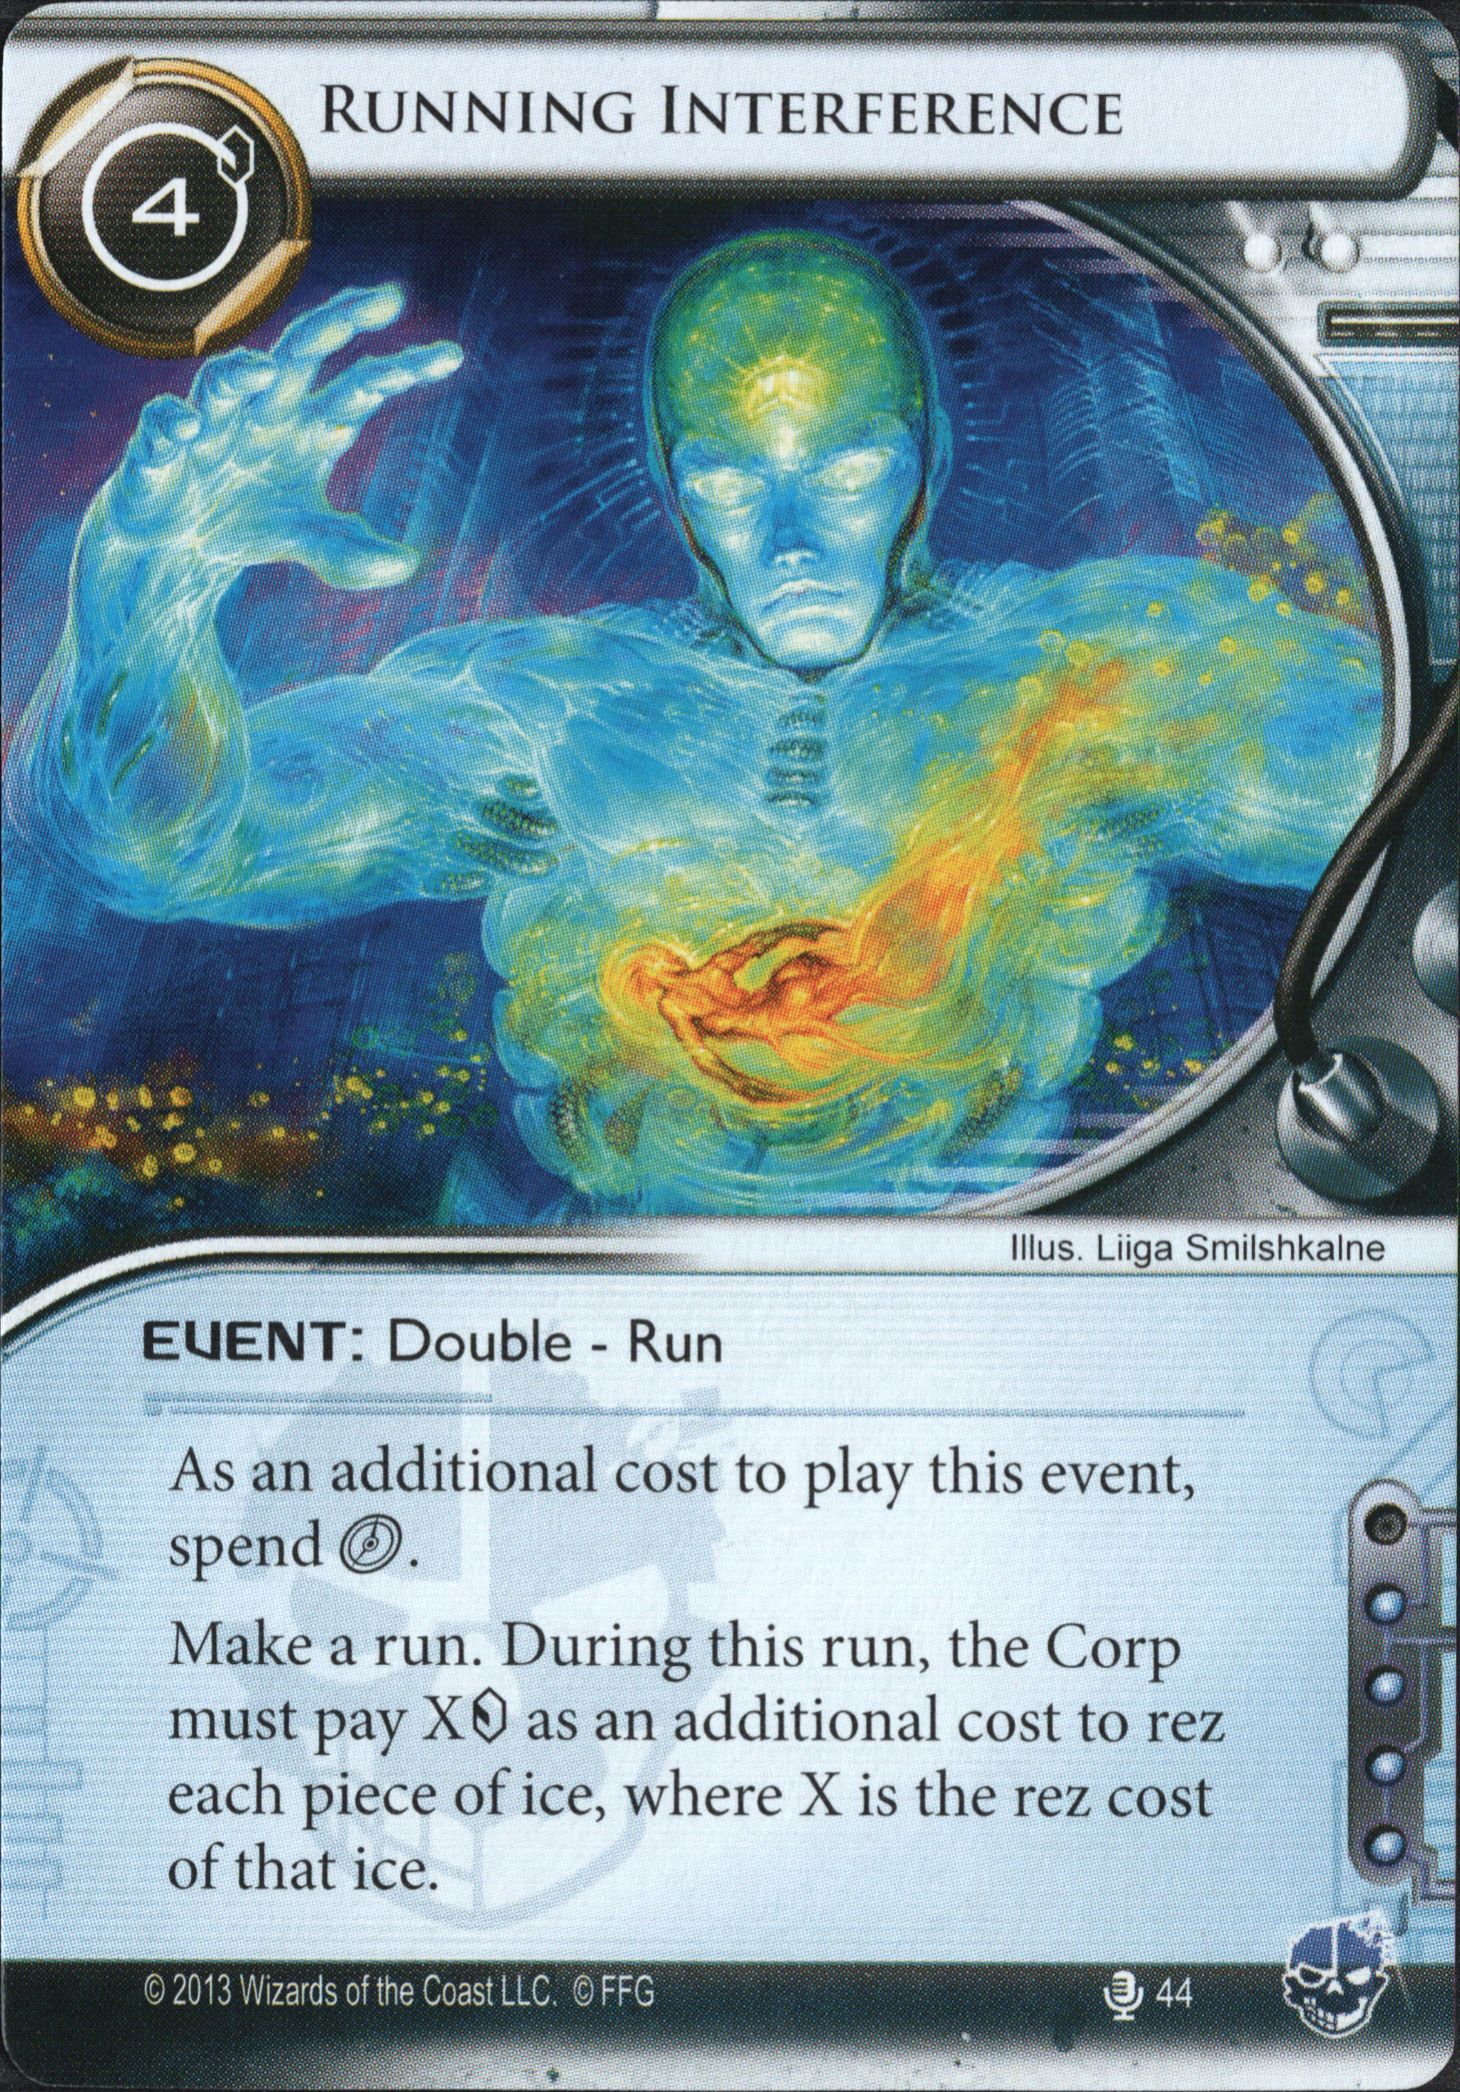 4
RUNNING INTERFERENCE
Illus. Liiga Smilshkalne
EVENT: Double - Run
As an additional cost to play this event,
spend .
Make a run. During this run, the Corp
must pay X as an additional cost to rez
each piece of ice, where X is the rez cost
of that ice.
© 2013 Wizards of the Coast LLC. © FFG
44